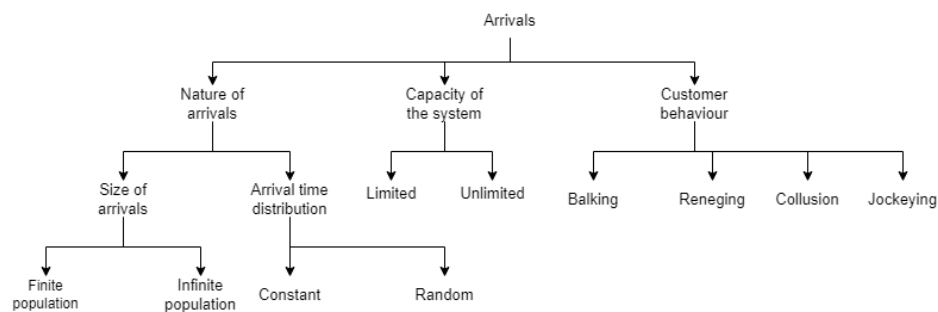 Arrivals
Nature of
arrivals
Capacity of
the system
Customer
behaviour
Size of
arrivals
Arrival time
distribution
Limited
Unlimited
Balking
Reneging
Collusion
Jockeying
Finite
population
Infinite
population
Constant
Random